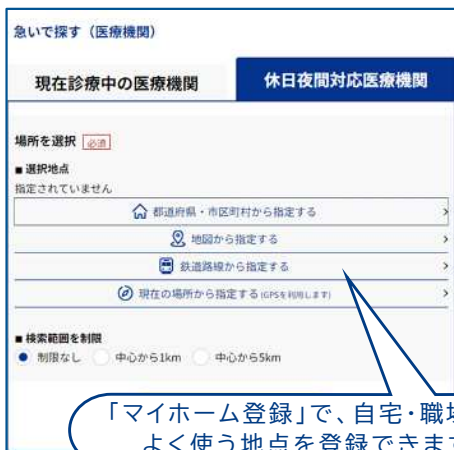 急いで探す（医療機関）
現在診療中の医療機関
休日夜間対応医療機関
場所を選択 必須
■ 選択地点
指定されていません
都道府県・市区町村から指定する
地図から指定する
鉄道路線から指定する
現在の場所から指定する(GPSを利用します)
■ 検索範囲を制限
制限なし 中心から1km 中心から5km
「マイホーム登録」で、自宅・職場
よく使う地点を登録できます